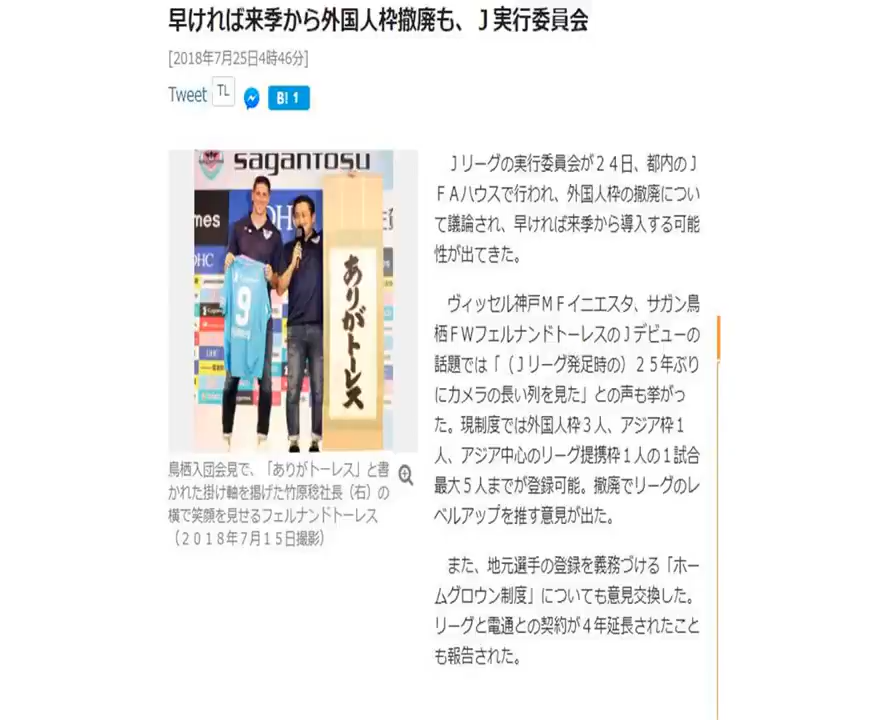 早ければ来季から外国人枠撤廃も、Ｊ実行委員会
[2018年7月25日4時46分]
Tweet TL B! 1
sagantosu
mes
DHC
DHC
9
ありがトーレス
鳥栖入団会見で、「ありがトーレス」と書
かれた掛け軸を掲げた竹原稔社長（右）の
横で笑顔を見せるフェルナンドトーレス
（２０１８年７月１５日撮影）
Ｊリーグの実行委員会が２４日、都内のＪ
ＦＡハウスで行われ、外国人枠の撤廃につい
て議論され、早ければ来季から導入する可能
性が出てきた。
ヴィッセル神戸ＭＦイニエスタ、サガン鳥
栖ＦＷフェルナンドトーレスのＪデビューの
話題では「（Ｊリーグ発足時の）２５年ぶり
にカメラの長い列を見た」との声も挙がっ
た。現制度では外国人枠３人、アジア枠１
人、アジア中心のリーグ提携枠１人の１試合
最大５人までが登録可能。撤廃でリーグのレ
ベルアップを推す意見が出た。
また、地元選手の登録を義務づける「ホー
ムグロウン制度」についても意見交換した。
リーグと電通との契約が４年延長されたこと
も報告された。